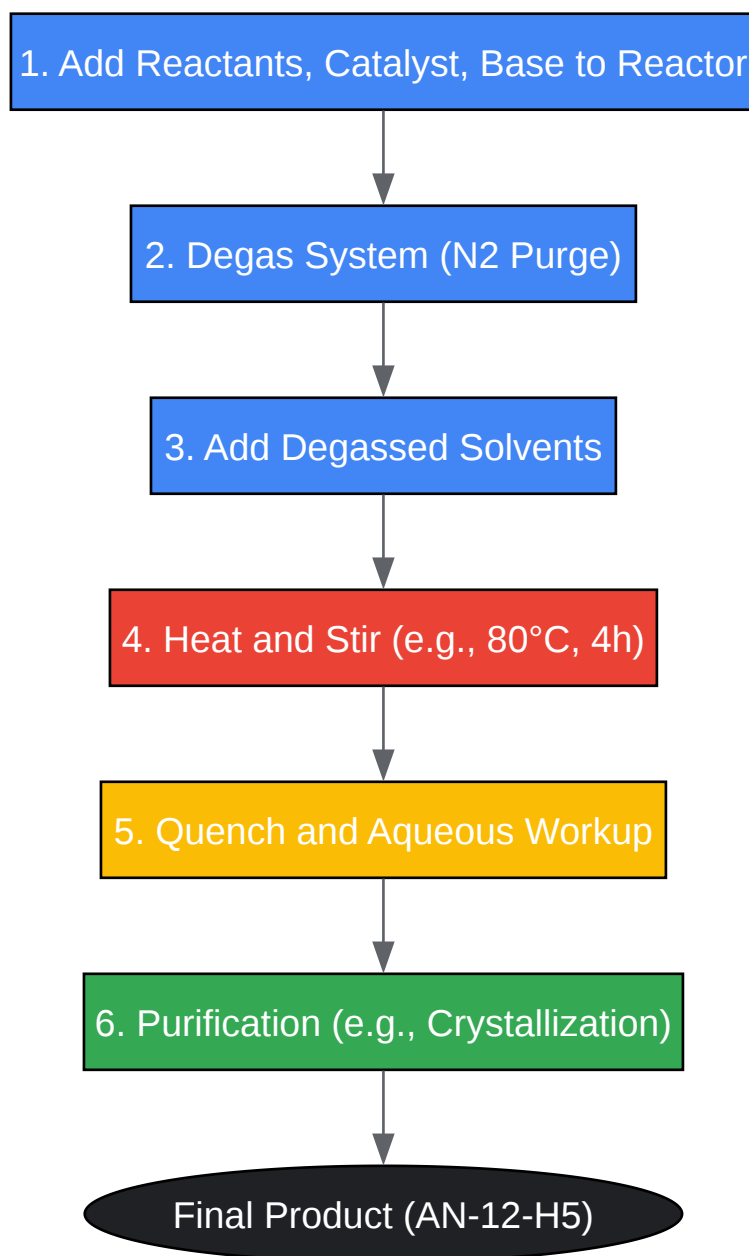 1. Add Reactants, Catalyst, Base to Reactor
2. Degas System (N2 Purge)
3. Add Degassed Solvents
4. Heat and Stir (e.g., 80°C, 4h)
5. Quench and Aqueous Workup
6. Purification (e.g., Crystallization)
Final Product (AN-12-H5)